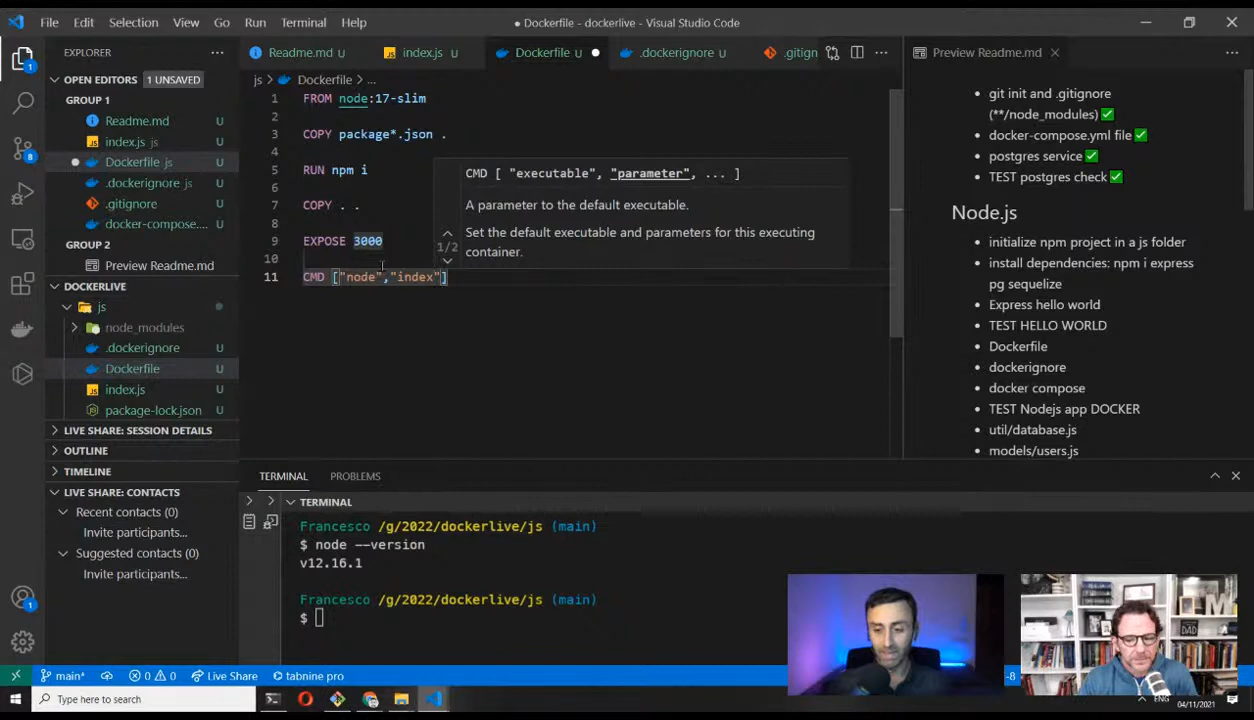 File Edit Selection View Go Run Terminal Help
● Dockerfile - dockerlive - Visual Studio Code
EXPLORER
OPEN EDITORS 1 UNSAVED
GROUP 1
Readme.md U
index.js js U
Dockerfile js U
.dockerignore js U
.gitignore U
docker-compose.... U
GROUP 2
Preview Readme.md
DOCKERLIVE
js
node_modules
.dockerignore U
Dockerfile U
index.js U
package-lock.json U
LIVE SHARE: SESSION DETAILS
OUTLINE
TIMELINE
LIVE SHARE: CONTACTS
Recent contacts (0)
Invite participants...
Suggested contacts (0)
Invite participants...
Readme.md U
index.js U
Dockerfile U
.dockerignore U
.gitign
js > Dockerfile > ...
1 FROM node:17-slim
2
3 COPY package*.json .
4
5 RUN npm i
6
7 COPY . .
8
9 EXPOSE 3000
10
11 CMD ["node","index"]
CMD [ "executable", "parameter", ... ]
A parameter to the default executable.
1/2
Set the default executable and parameters for this executing
container.
TERMINAL PROBLEMS
TERMINAL
Francesco /g/2022/dockerlive/js (main)
$ node --version
v12.16.1
Francesco /g/2022/dockerlive/js (main)
$
Preview Readme.md
git init and .gitignore
(**/node_modules) ✅
docker-compose.yml file ✅
postgres service ✅
TEST postgres check ✅
Node.js
initialize npm project in a js folder
install dependencies: npm i express
pg sequelize
Express hello world
TEST HELLO WORLD
Dockerfile
dockerignore
docker compose
TEST Nodejs app DOCKER
util/database.js
models/users.js
1
8
1
main* 0 0 Live Share tabnine pro
-8
Type here to search
ENG
04/11/2021
DAD
M